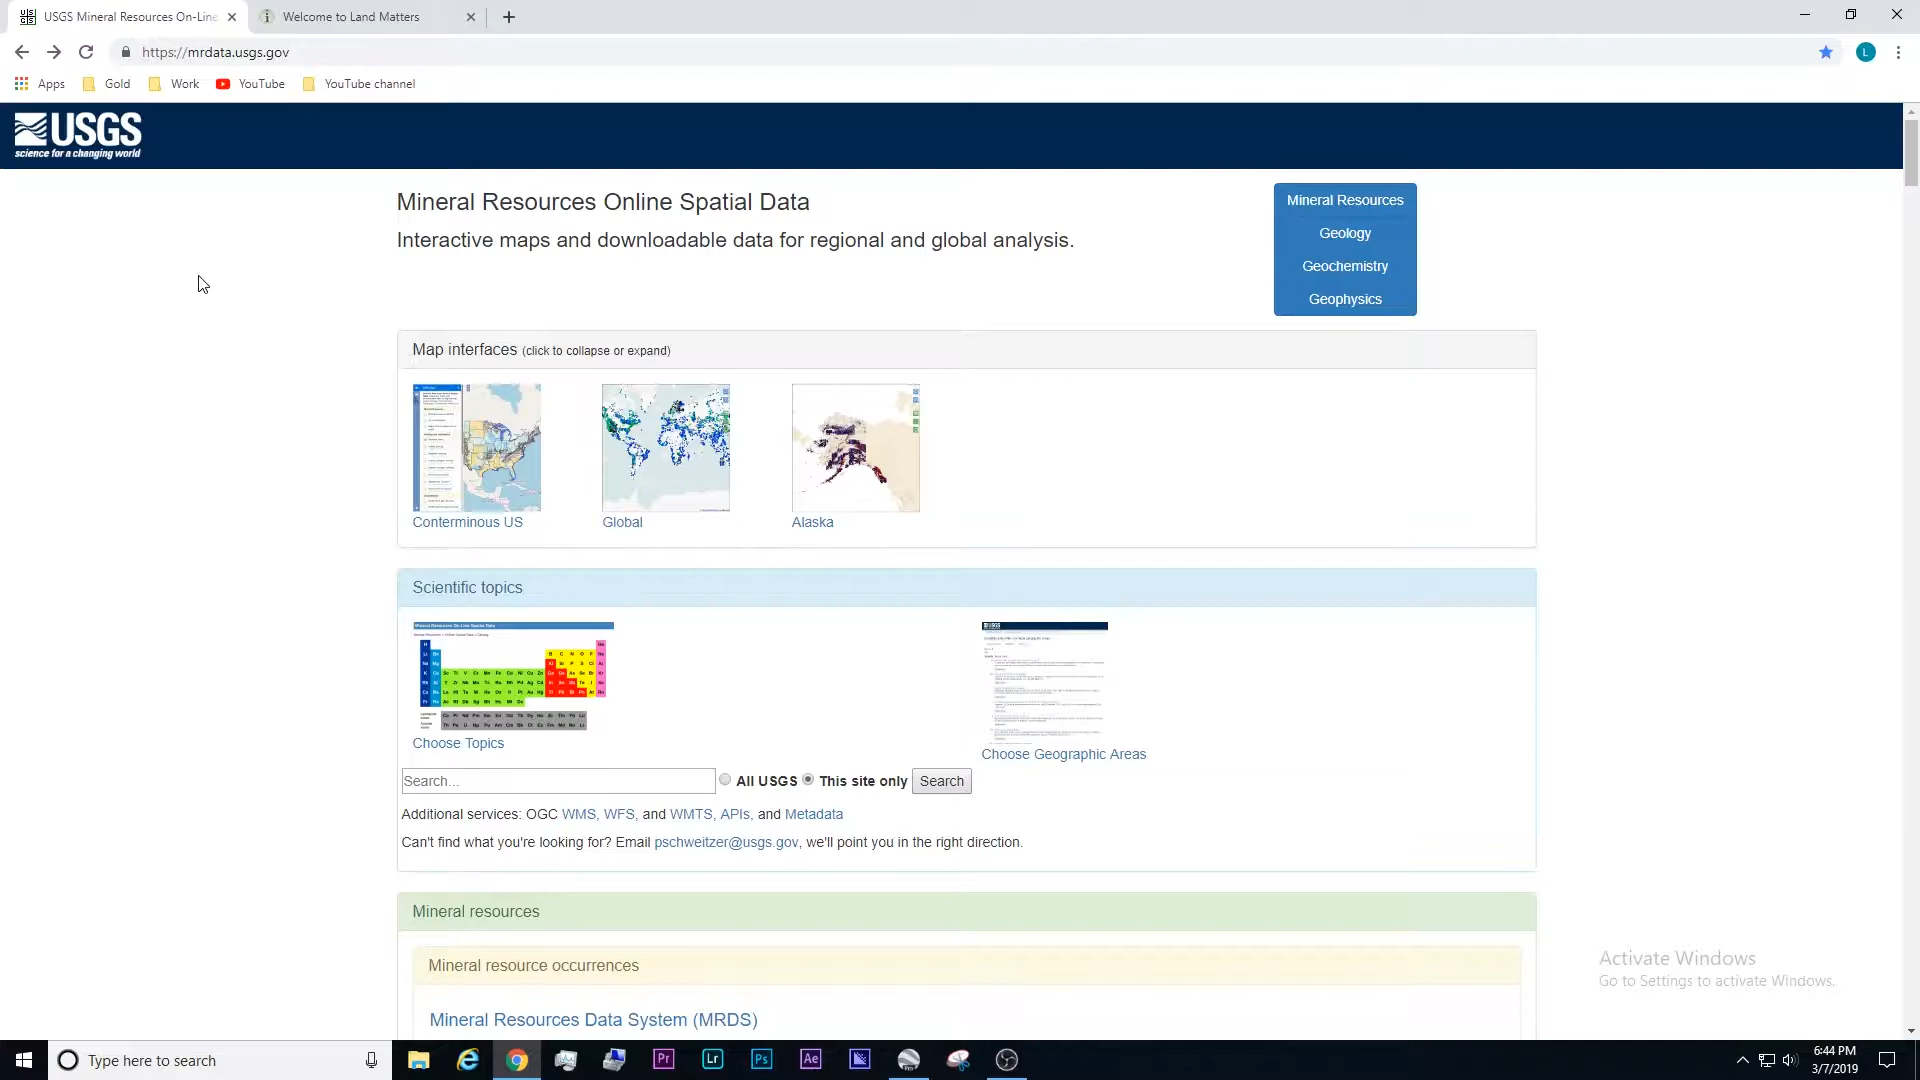 USGS Mineral Resources On-Line
Welcome to Land Matters
https://mrdata.usgs.gov
L
Apps
Gold
Work
YouTube
YouTube channel
USGS
science for a changing world
Mineral Resources Online Spatial Data
Interactive maps and downloadable data for regional and global analysis.
Mineral Resources
Geology
Geochemistry
Geophysics
Map interfaces (click to collapse or expand)
Conterminous US
Global
Alaska
Scientific topics
Choose Topics
Choose Geographic Areas
Search... All USGS This site only Search
Additional services: OGC WMS, WFS, and WMTS, APIs, and Metadata
Can't find what you're looking for? Email pschweitzer@usgs.gov, we'll point you in the right direction.
Mineral resources
Mineral resource occurrences
Mineral Resources Data System (MRDS)
Activate Windows
Go to Settings to activate Windows.
Type here to search
Pr
Lr
Ps
Ae
6:44 PM
3/7/2019